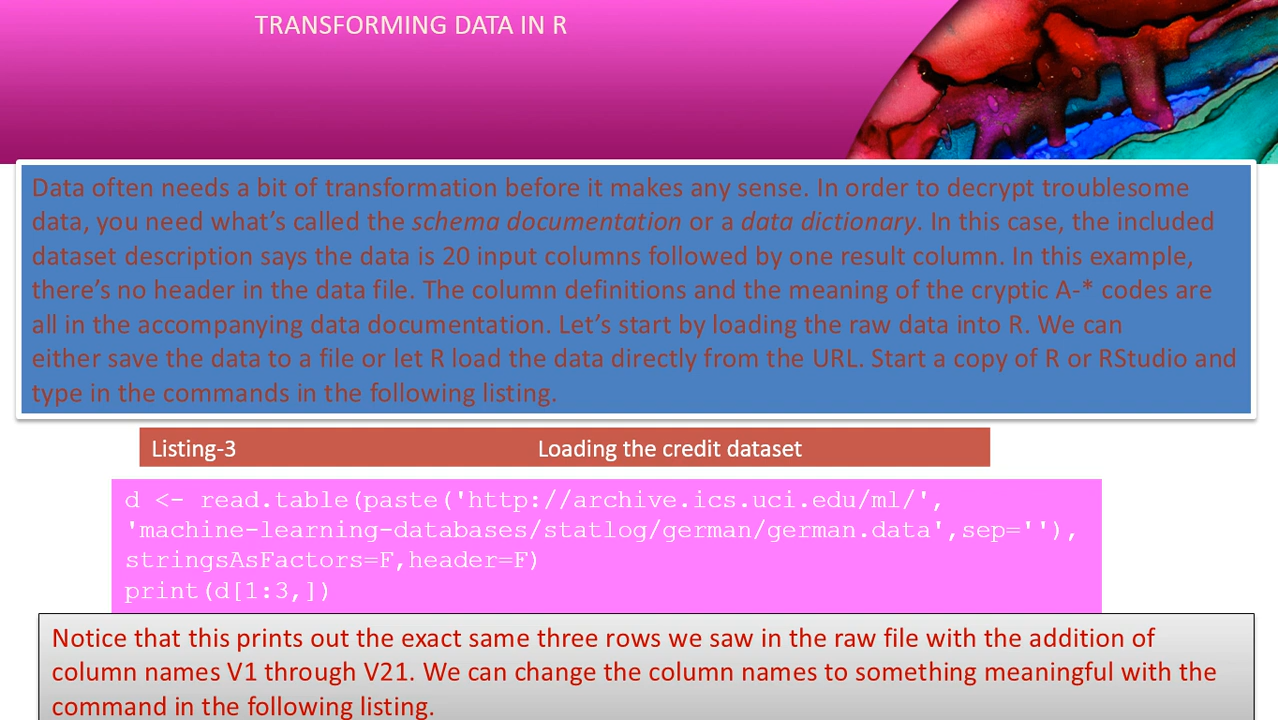 TRANSFORMING DATA IN R
Data often needs a bit of transformation before it makes any sense. In order to decrypt troublesome
data, you need what’s called the schema documentation or a data dictionary. In this case, the included
dataset description says the data is 20 input columns followed by one result column. In this example,
there’s no header in the data file. The column definitions and the meaning of the cryptic A-* codes are
all in the accompanying data documentation. Let’s start by loading the raw data into R. We can
either save the data to a file or let R load the data directly from the URL. Start a copy of R or RStudio and
type in the commands in the following listing.
Listing-3 Loading the credit dataset
d <- read.table(paste('http://archive.ics.uci.edu/ml/',
'machine-learning-databases/statlog/german/german.data',sep=''),
stringsAsFactors=F,header=F)
print(d[1:3,])
Notice that this prints out the exact same three rows we saw in the raw file with the addition of
column names V1 through V21. We can change the column names to something meaningful with the
command in the following listing.